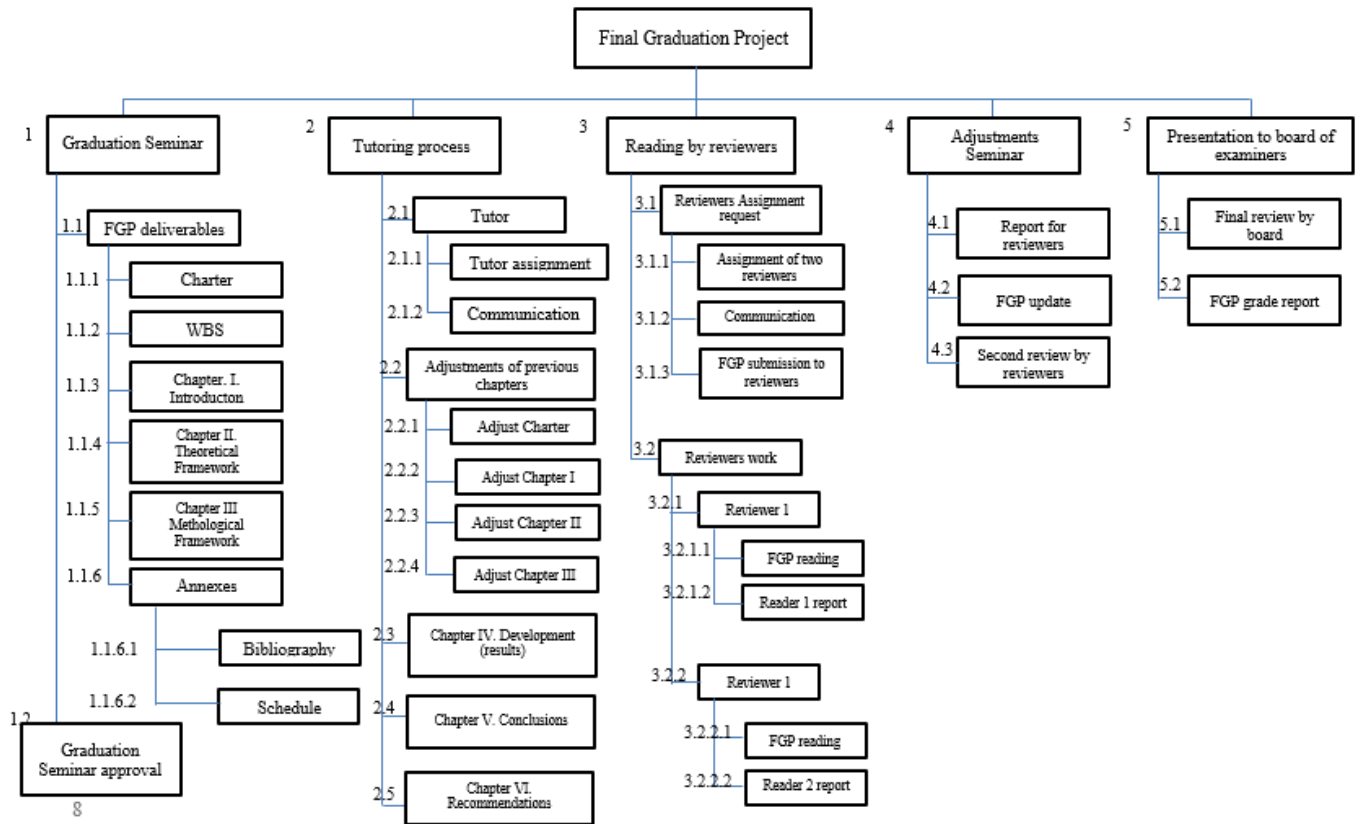 Final Graduation Project
1
Graduation Seminar
1.1
FGP deliverables
1.1.1
Charter
1.1.2
WBS
1.1.3
Chapter. I.
Introducton
1.1.4
Chapter II.
Theoretical
Framework
1.1.5
Chapter III
Methological
Framework
1.1.6
Annexes
1.1.6.1
Bibliography
1.1.6.2
Schedule
1.2
Graduation
Seminar approval
2
Tutoring process
2.1
Tutor
2.1.1
Tutor assignment
2.1.2
Communication
2.2
Adjustments of previous
chapters
2.2.1
Adjust Charter
2.2.2
Adjust Chapter I
2.2.3
Adjust Chapter II
2.2.4
Adjust Chapter III
2.3
Chapter IV. Development
(results)
2.4
Chapter V. Conclusions
2.5
Chapter VI.
Recommendations
3
Reading by reviewers
3.1
Reviewers Assignment
request
3.1.1
Assignment of two
reviewers
3.1.2
Communication
3.1.3
FGP submission to
reviewers
3.2
Reviewers work
3.2.1
Reviewer 1
3.2.1.1
FGP reading
3.2.1.2
Reader 1 report
3.2.2
Reviewer 1
3.2.2.1
FGP reading
3.2.2.2
Reader 2 report
4
Adjustments
Seminar
4.1
Report for
reviewers
4.2
FGP update
4.3
Second review by
reviewers
5
Presentation to board of
examiners
5.1
Final review by
board
5.2
FGP grade report
8